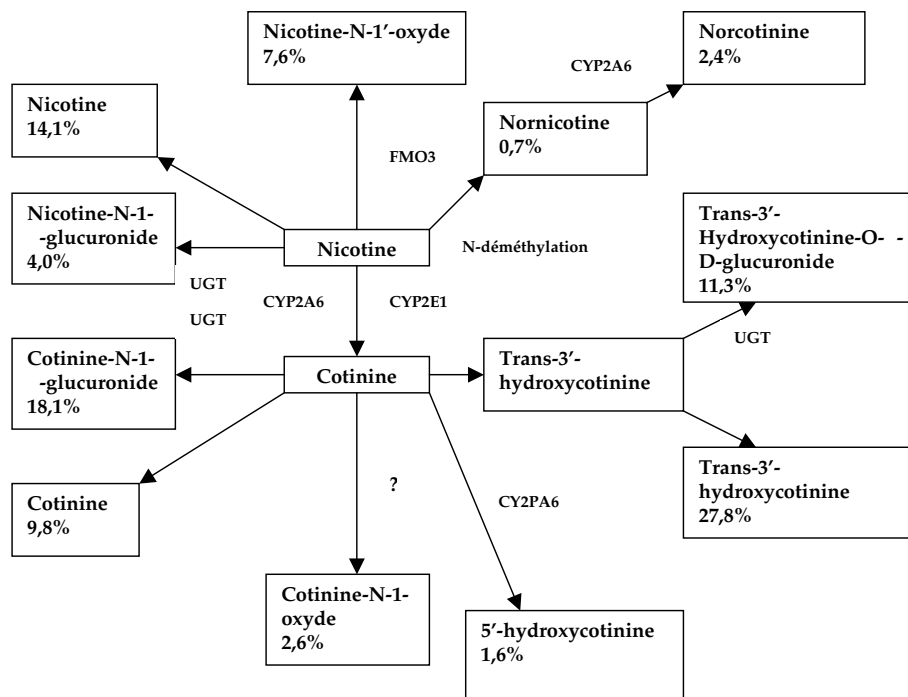 Nicotine-N-1’-oxyde
7,6%
Norcotinine
2,4%
CYP2A6
Nicotine
14,1%
Nornicotine
0,7%
FMO3
Nicotine-N-1-
-glucuronide
4,0%
Nicotine
N-déméthylation
Trans-3’-
Hydroxycotinine-O- -
D-glucuronide
11,3%
UGT
CYP2A6
CYP2E1
UGT
UGT
Cotinine-N-1-
-glucuronide
18,1%
Cotinine
Trans-3’-
hydroxycotinine
Trans-3’-
hydroxycotinine
27,8%
Cotinine
9,8%
?
CY2PA6
Cotinine-N-1-
oxyde
2,6%
5’-hydroxycotinine
1,6%